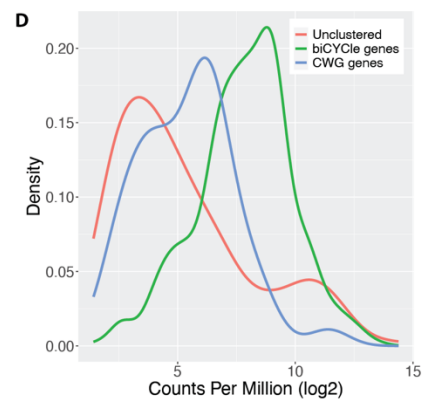 D
Unclustered
biCYCle genes
CWG genes
0.20
0.15
0.10
0.05
0.00
Density
5
10
15
Counts Per Million (log2)